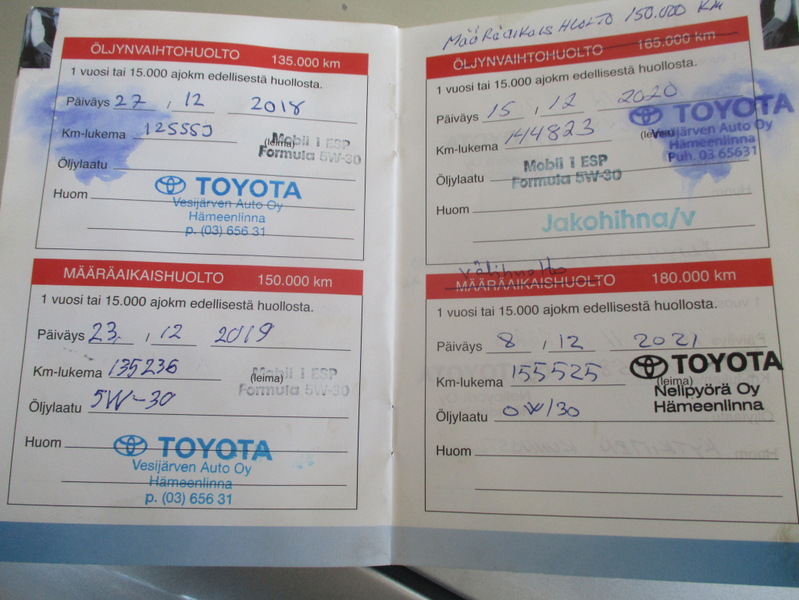 ÖLJYNVAIHTOHUOLTO 135.000 km
1 vuosi tai 15.000 ajokm edellisestä huollosta.
Päiväys 27 . 12 2018
Km-lukema 125553 (leima)
Mobil 1 ESP
Formula 5W-30
Öljylaatu
Huom
TOYOTA
Vesijärven Auto Oy
Hämeenlinna
p. (03) 656 31
MÄÄRÄAIKAISHUOLTO 150.000 km
1 vuosi tai 15.000 ajokm edellisestä huollosta.
Päiväys 23. . 12 2019
Km-lukema 135236 (leima)
Mobil 1 ESP
Formula 5W-30
Öljylaatu 5W-30
Huom
TOYOTA
Vesijärven Auto Oy
Hämeenlinna
p. (03) 656 31
MÄÄRÄAIKAISHUOLTO 150.000 KM
ÖLJYNVAIHTOHUOLTO 165.000 km
1 vuosi tai 15.000 ajokm edellisestä huollosta.
Päiväys 15 . 12 2020
TOYOTA
Vesijärven Auto Oy
Hämeenlinna
Puh. 03 65631
Km-lukema 144823 (leima)
Mobil 1 ESP
Formula 5W-30
Öljylaatu
Huom
Jakohihna/v
Välihuolto
MÄÄRÄAIKAISHUOLTO 180.000 km
1 vuosi tai 15.000 ajokm edellisestä huollosta.
Päiväys 8 . 12 2021
Km-lukema 155525 (leima)
TOYOTA
Nelipyörä Oy
Hämeenlinna
Öljylaatu 0W/30
Huom